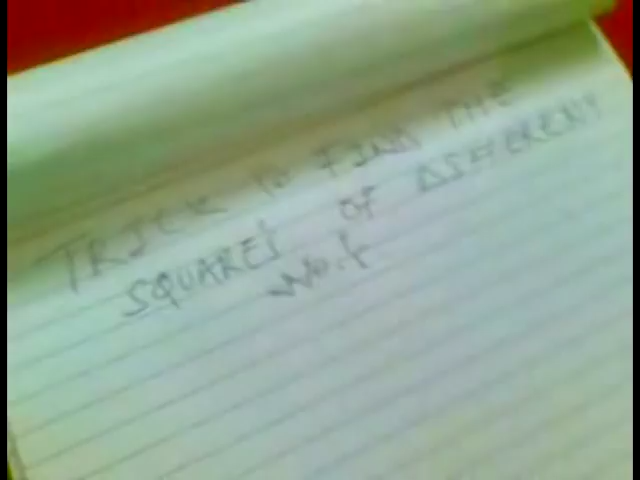 TRICK TO FIND THE
SQUARES OF DIFFERENT
No.s